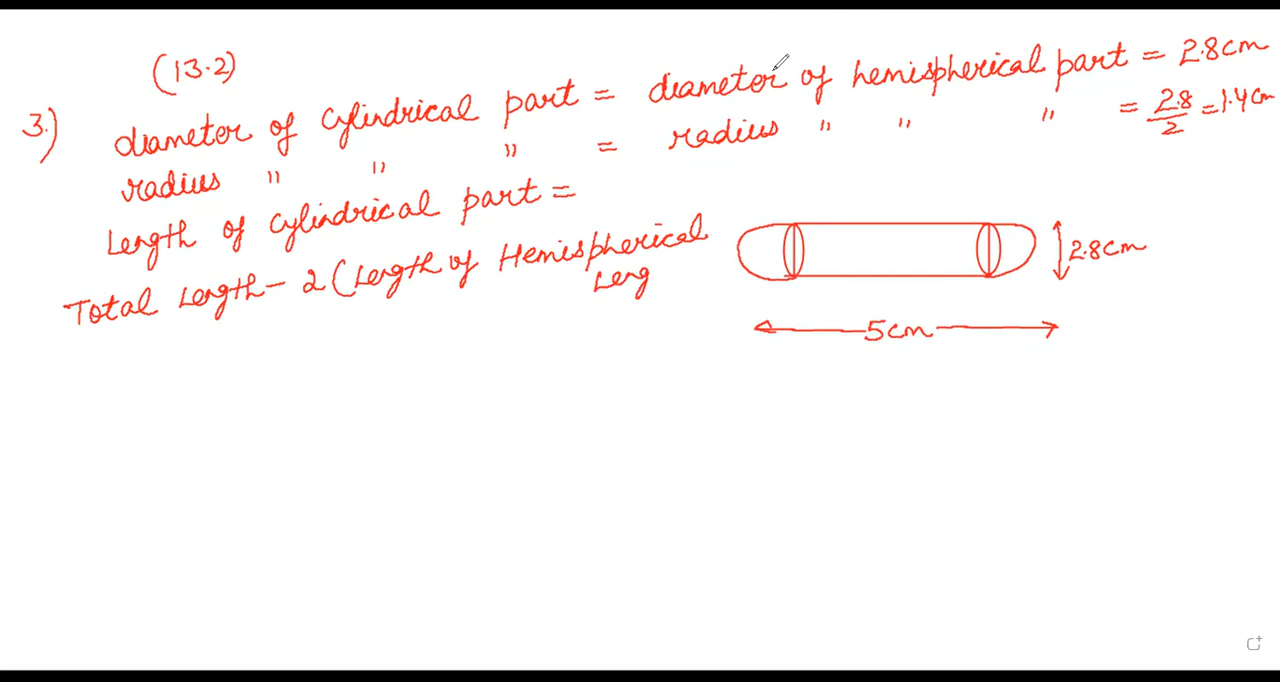 (13.2)
3.) diameter of cylindrical part = diameter of hemispherical part = 2.8cm
radius " " " = radius " " " = 2.8/2 = 1.4cm
Length of cylindrical part =
Total Length - 2 (Length of Hemispherical
Leng
2.8cm
5cm